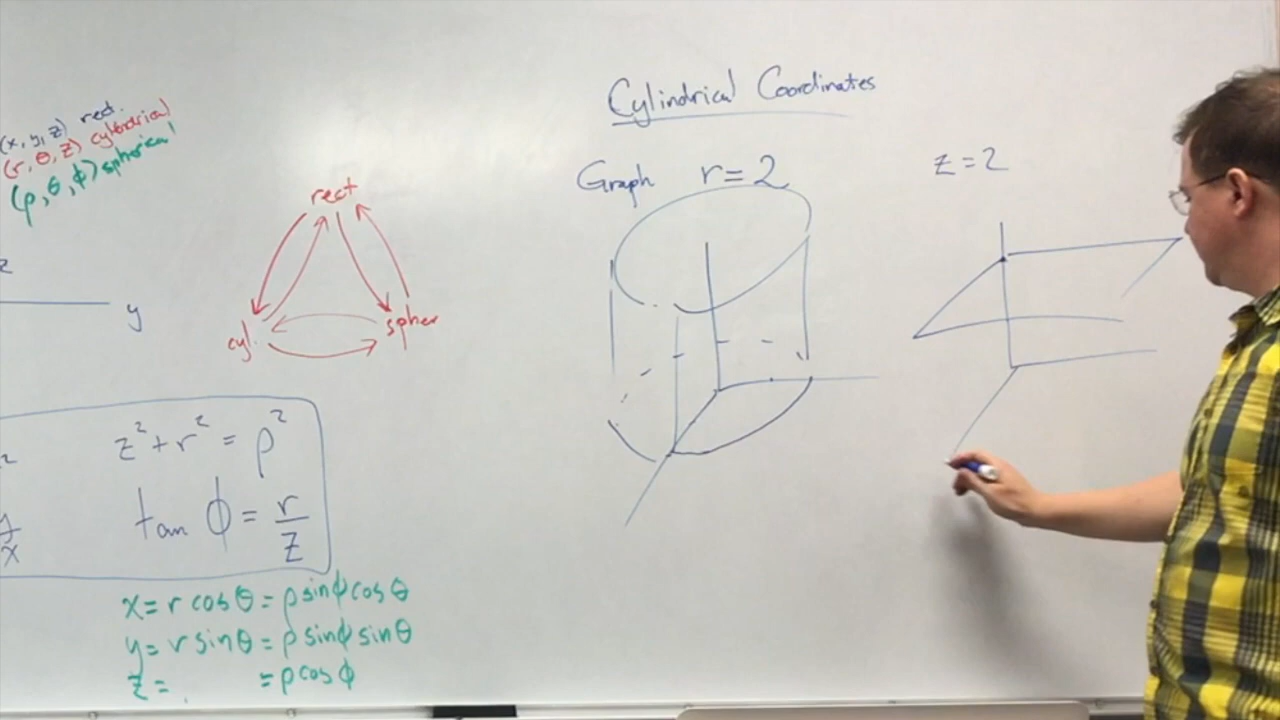 (x, y, z) rect.
(r, θ, z) cylindrical
(ρ, θ, φ) spherical
z
y
rect
cyl.
spher
Cylindrical Coordinates
Graph r = 2
z = 2
2
z² + r² = ρ²
y/x
tan φ = r/z
x = r cos θ = ρ sin φ cos θ
y = r sin θ = ρ sin φ sin θ
z = . = ρ cos φ